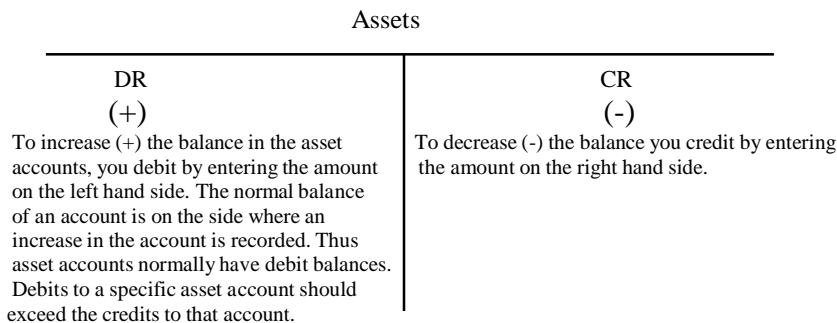 Assets
DR
(+)
To increase (+) the balance in the asset
accounts, you debit by entering the amount
on the left hand side. The normal balance
of an account is on the side where an
increase in the account is recorded. Thus
asset accounts normally have debit balances.
Debits to a specific asset account should
exceed the credits to that account.
CR
(-)
To decrease (-) the balance you credit by entering
the amount on the right hand side.